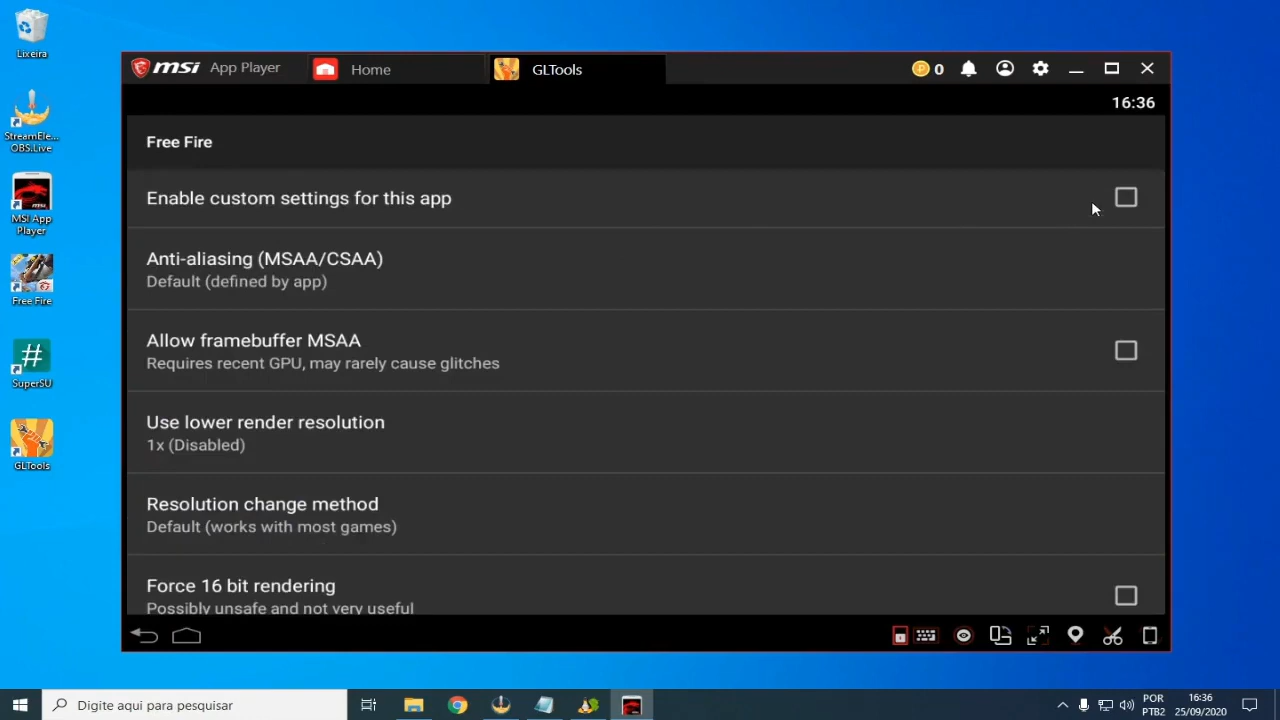 Lixeira
StreamEle...
OBS.Live
MSI App
Player
Free Fire
SuperSU
GLTools
msi App Player
Home
GLTools
0
16:36
Free Fire
Enable custom settings for this app
Anti-aliasing (MSAA/CSAA)
Default (defined by app)
Allow framebuffer MSAA
Requires recent GPU, may rarely cause glitches
Use lower render resolution
1x (Disabled)
Resolution change method
Default (works with most games)
Force 16 bit rendering
Possibly unsafe and not very useful
Digite aqui para pesquisar
POR
PTB2
16:36
25/09/2020